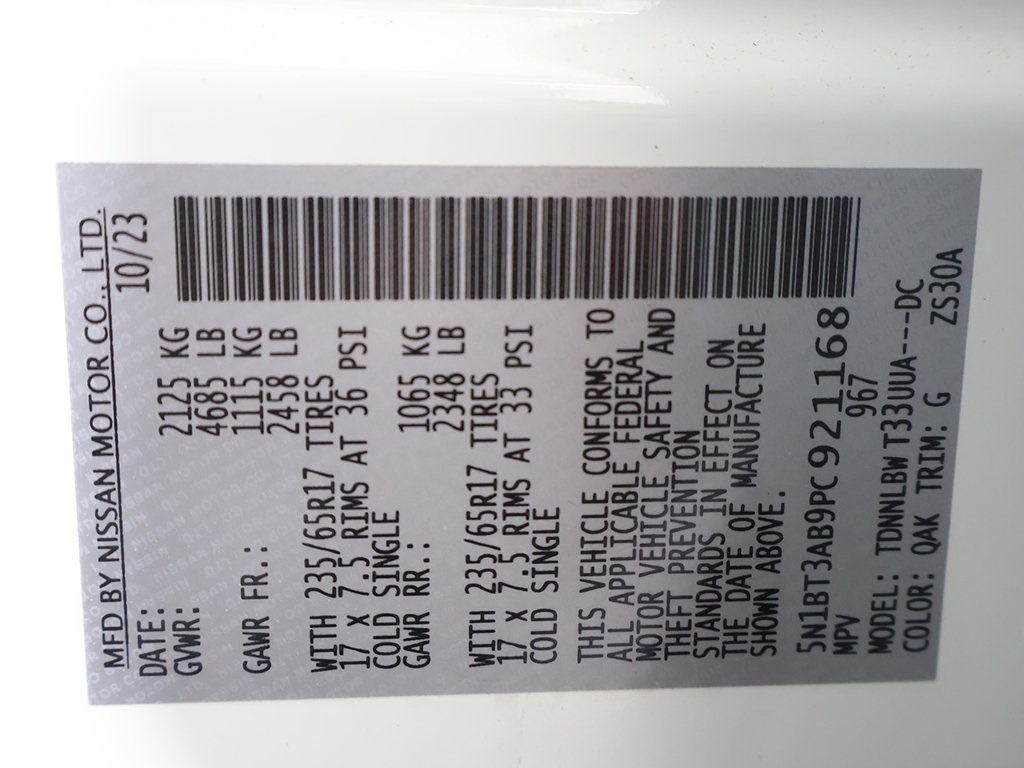 MFD BY NISSAN MOTOR CO., LTD.
DATE: 10/23
GVWR: 2125 KG
4685 LB
GAWR FR.: 1115 KG
2458 LB
WITH 235/65R17 TIRES
17 X 7.5 RIMS AT 36 PSI
COLD SINGLE
GAWR RR.: 1065 KG
2348 LB
WITH 235/65R17 TIRES
17 X 7.5 RIMS AT 33 PSI
COLD SINGLE
THIS VEHICLE CONFORMS TO
ALL APPLICABLE FEDERAL
MOTOR VEHICLE SAFETY AND
THEFT PREVENTION
STANDARDS IN EFFECT ON
THE DATE OF MANUFACTURE
SHOWN ABOVE.
5N1BT3AB9PC921168
MPV 967
MODEL: TDNNLBW T33UUA----DC
COLOR: QAK TRIM: G ZS30A